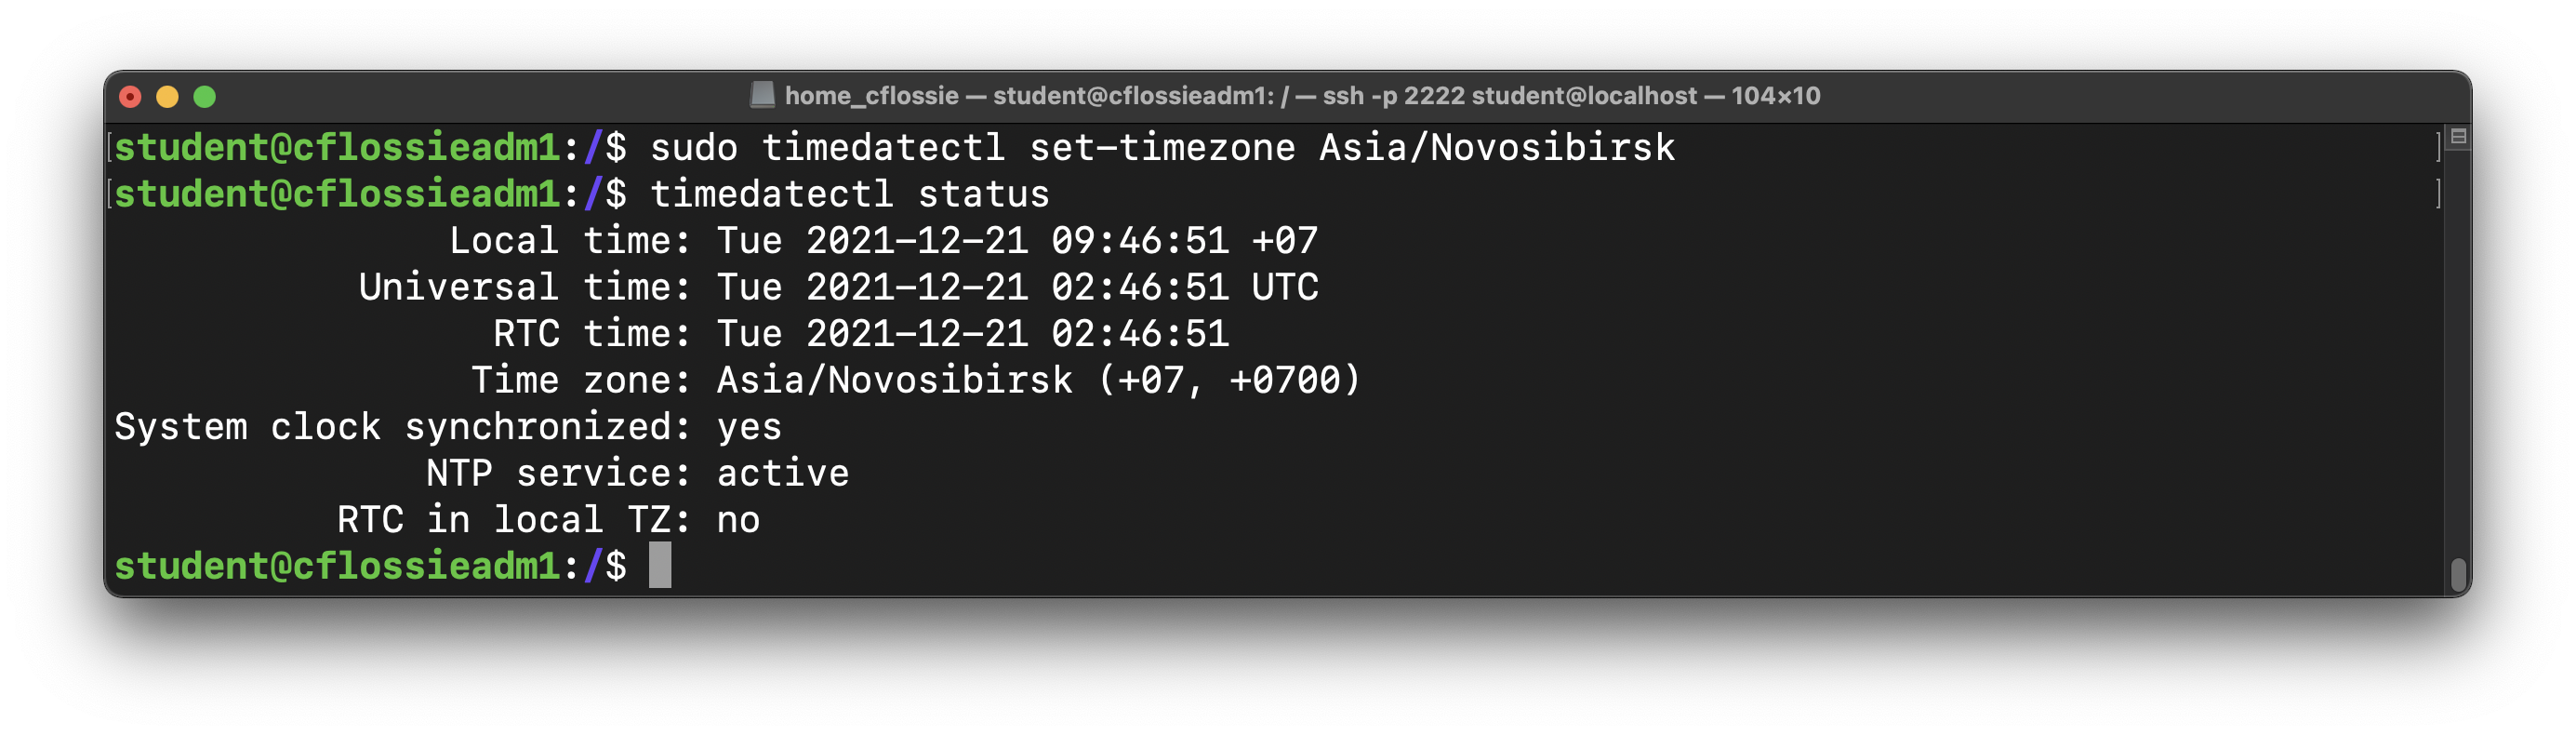 home_cflossie — student@cflossieadm1: / — ssh -p 2222 student@localhost — 104×10
[student@cflossieadm1:/$ sudo timedatectl set-timezone Asia/Novosibirsk ]
[student@cflossieadm1:/$ timedatectl status ]
Local time: Tue 2021-12-21 09:46:51 +07
Universal time: Tue 2021-12-21 02:46:51 UTC
RTC time: Tue 2021-12-21 02:46:51
Time zone: Asia/Novosibirsk (+07, +0700)
System clock synchronized: yes
NTP service: active
RTC in local TZ: no
student@cflossieadm1:/$